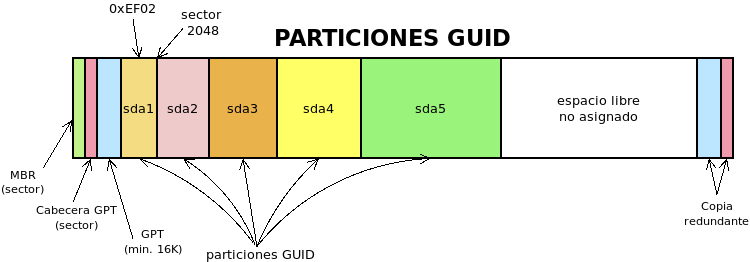 0xEF02
sector
2048
PARTICIONES GUID
sda1
sda2
sda3
sda4
sda5
espacio libre
no asignado
MBR
(sector)
Cabecera GPT
(sector)
GPT
(min. 16K)
particiones GUID
Copia
redundante